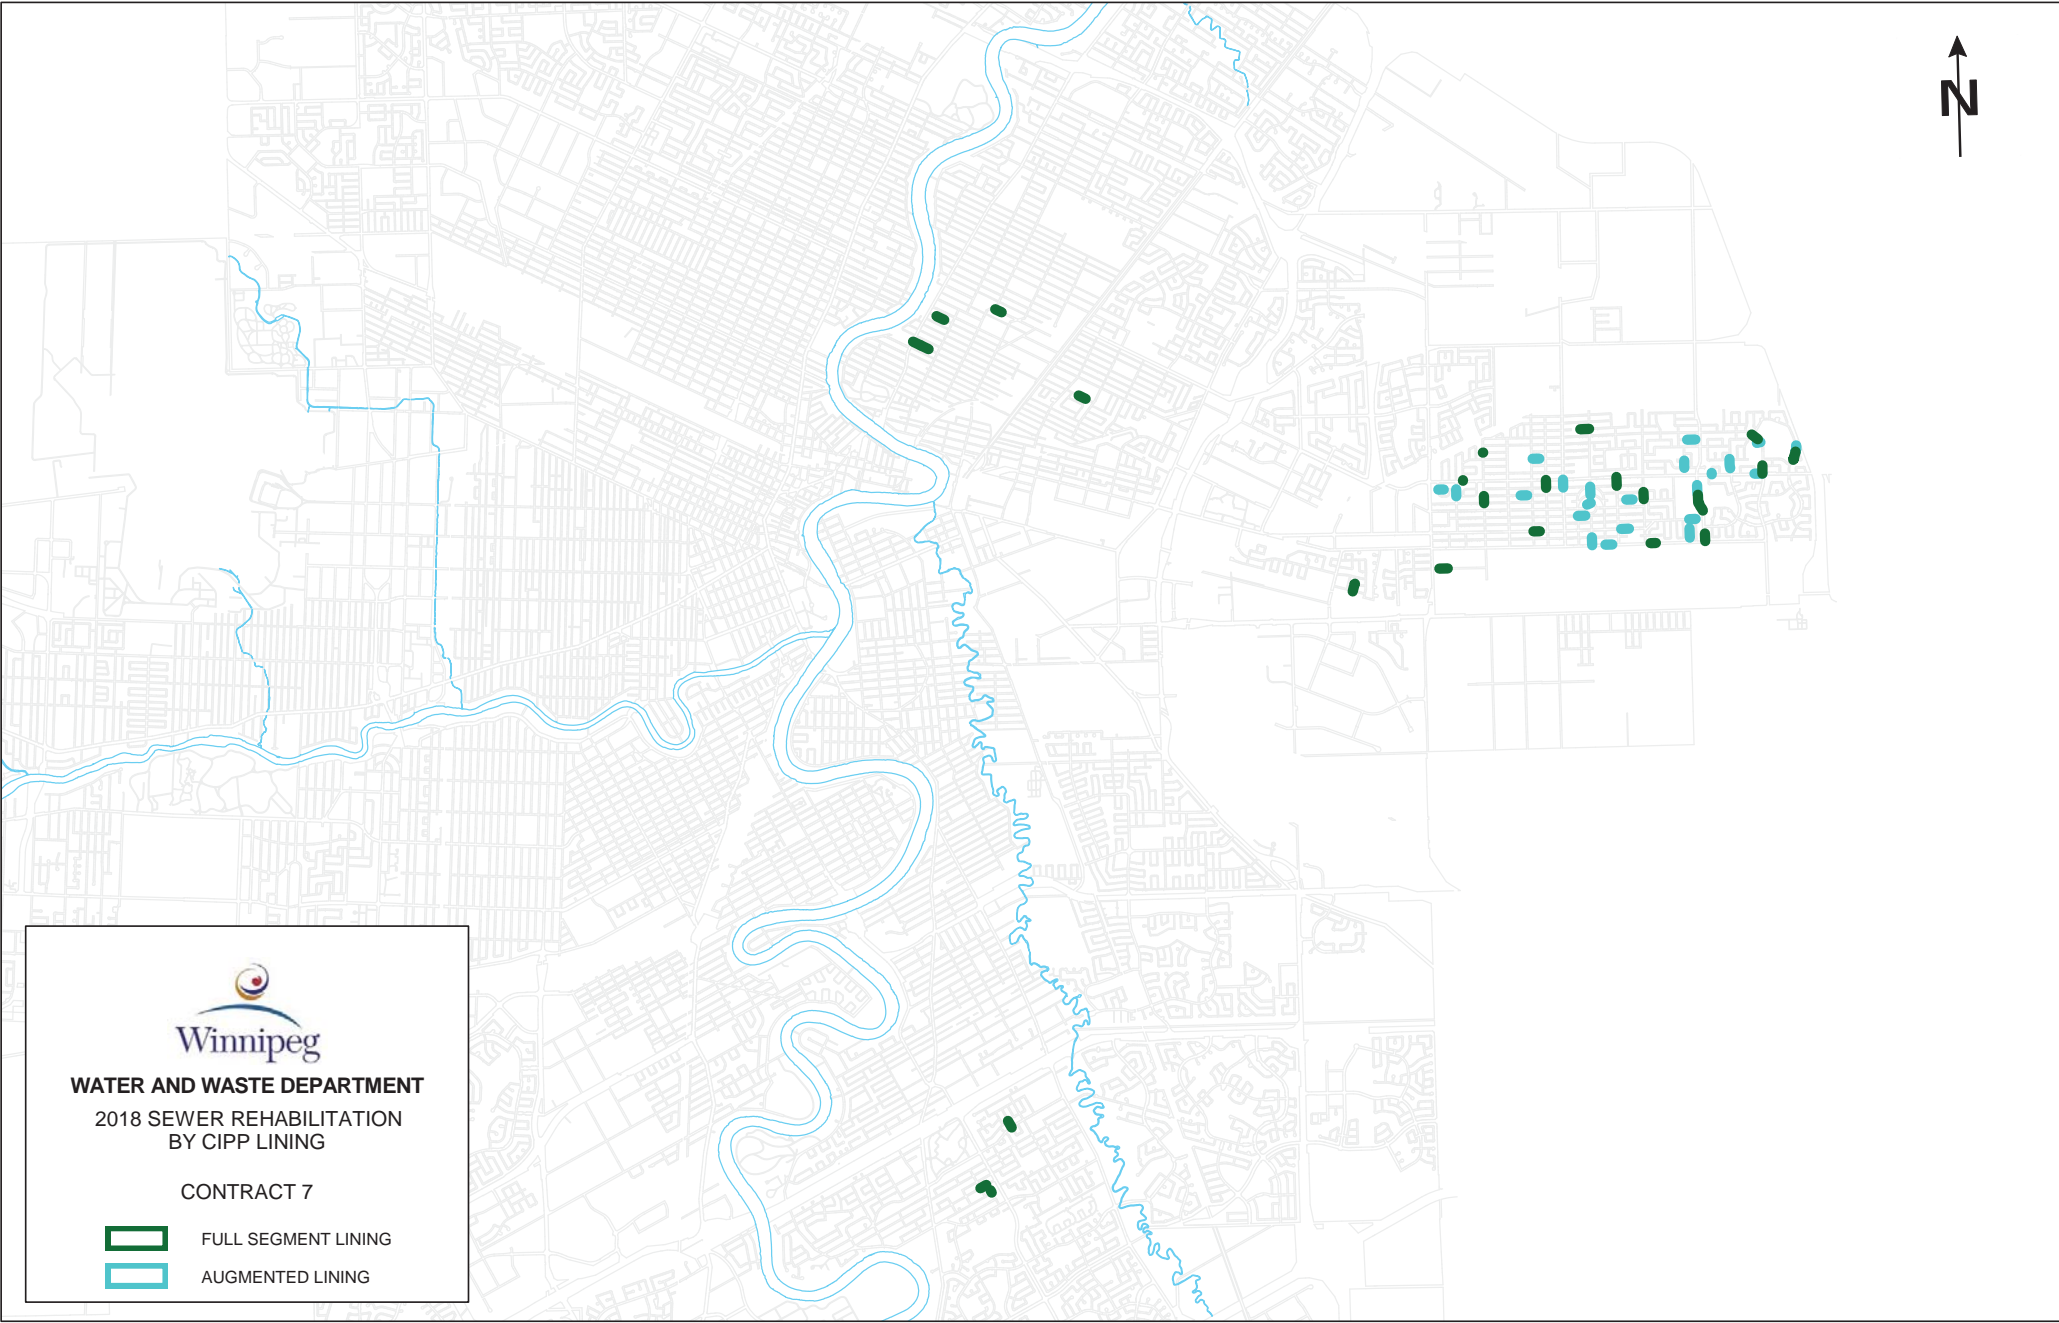 N
Winnipeg
WATER AND WASTE DEPARTMENT
2018 SEWER REHABILITATION
BY CIPP LINING
CONTRACT 7
FULL SEGMENT LINING
AUGMENTED LINING